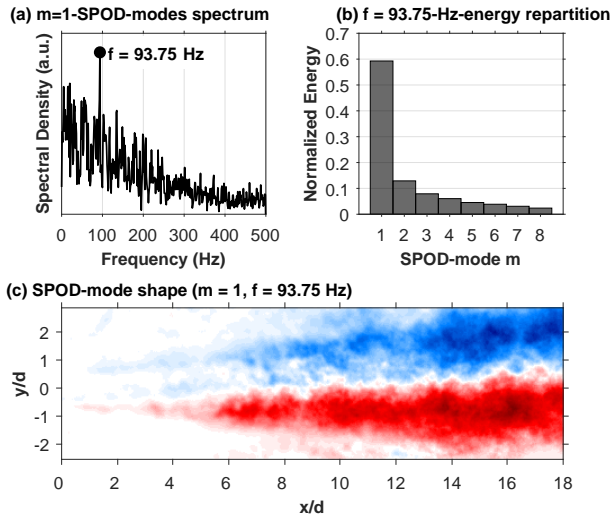 (a) m=1-SPOD-modes spectrum
f = 93.75 Hz
Spectral Density (a.u.)
0 100 200 300 400 500
Frequency (Hz)
(b) f = 93.75-Hz-energy repartition
0.7
0.6
0.5
0.4
0.3
0.2
0.1
0
Normalized Energy
1 2 3 4 5 6 7 8
SPOD-mode m
(c) SPOD-mode shape (m = 1, f = 93.75 Hz)
2
1
0
-1
-2
y/d
0 2 4 6 8 10 12 14 16 18
x/d